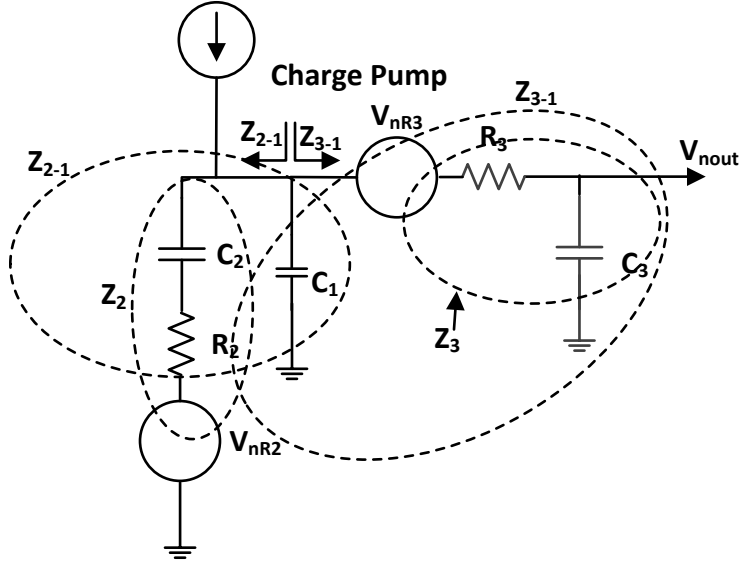 Charge Pump
Z2-1 Z3-1
VnR3
Z3-1
R3
Vnout
Z2-1
C2
C1
C3
Z2
R2
Z3
VnR2